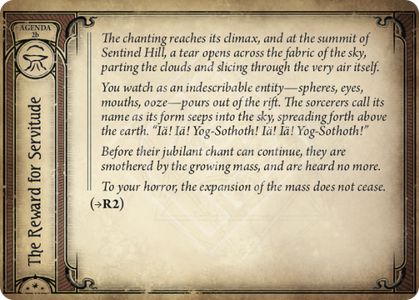 AGENDA
2b
The Reward for Servitude
The chanting reaches its climax, and at the summit of
Sentinel Hill, a tear opens across the fabric of the sky,
parting the clouds and slicing through the very air itself.
You watch as an indescribable entity—spheres, eyes,
mouths, ooze—pours out of the rift. The sorcerers call its
name as its form seeps into the sky, spreading forth above
the earth. “Iä! Iä! Yog-Sothoth! Iä! Iä! Yog-Sothoth!”
Before their jubilant chant can continue, they are
smothered by the growing mass, and are heard no more.
To your horror, the expansion of the mass does not cease.
(→R2)